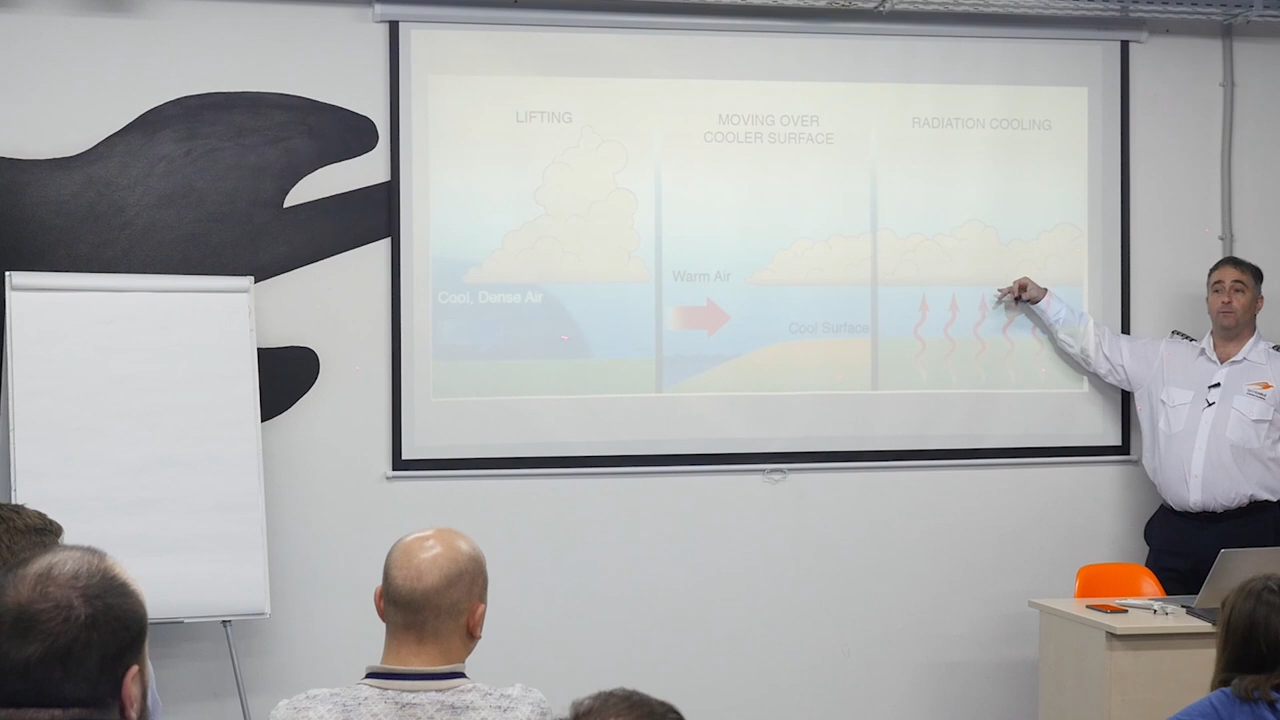 LIFTING
MOVING OVER
COOLER SURFACE
RADIATION COOLING
Cool, Dense Air
Warm Air
Cool Surface